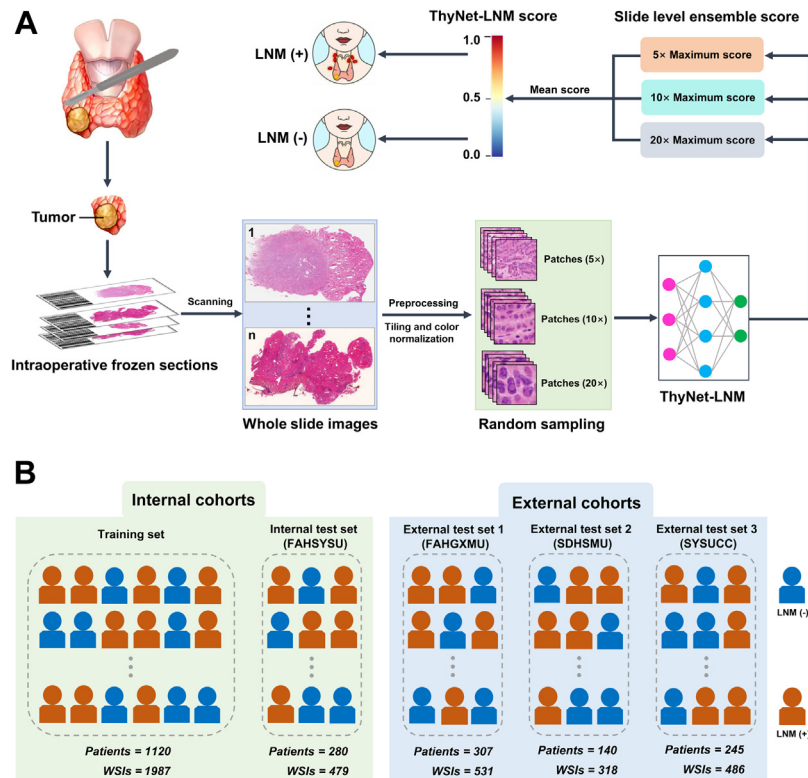 A
ThyNet-LNM score
Slide level ensemble score
LNM (+)
LNM (-)
1.0
0.5
0.0
Mean score
5× Maximum score
10× Maximum score
20× Maximum score
Tumor
Intraoperative frozen sections
Scanning
1
n
Whole slide images
Preprocessing
Tiling and color
normalization
Patches (5×)
Patches (10×)
Patches (20×)
Random sampling
ThyNet-LNM
B
Internal cohorts
External cohorts
Training set
Internal test set
(FAHSYSU)
External test set 1
(FAHGXMU)
External test set 2
(SDHSMU)
External test set 3
(SYSUCC)
LNM (-)
LNM (+)
Patients = 1120
WSIs = 1987
Patients = 280
WSIs = 479
Patients = 307
WSIs = 531
Patients = 140
WSIs = 318
Patients = 245
WSIs = 486